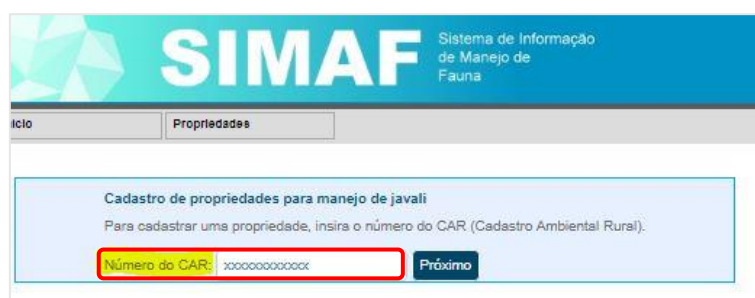 SIMAF
Sistema de Informação
de Manejo de
Fauna
icio
Propriedades
Cadastro de propriedades para manejo de javali
Para cadastrar uma propriedade, insira o número do CAR (Cadastro Ambiental Rural).
Número do CAR: xxxxxxxxxxxxx Próximo